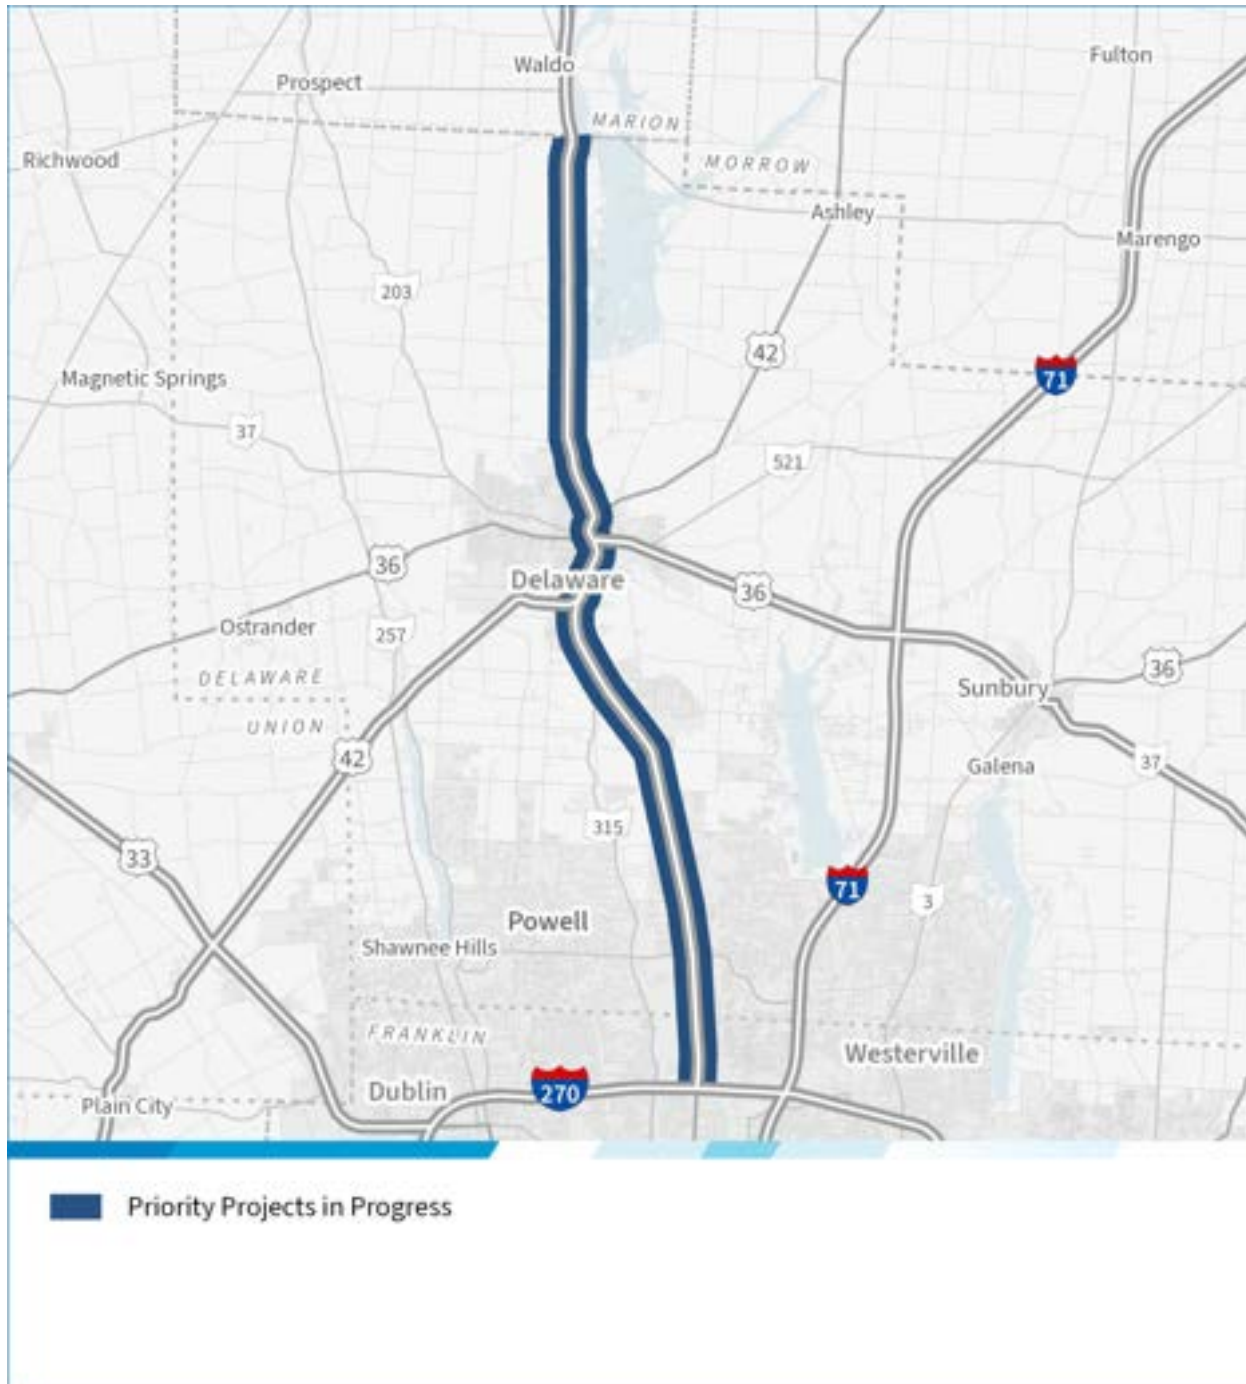 Waldo
Fulton
Prospect
MARION
Richwood
MORROW
Ashley
Marengo
203
42
71
Magnetic Springs
37
521
36
Delaware
36
Ostrander
257
36
DELAWARE
Sunbury
UNION
42
Galena
37
315
33
71
3
Powell
Shawnee Hills
FRANKLIN
Westerville
Dublin
270
Plain City
Priority Projects in Progress